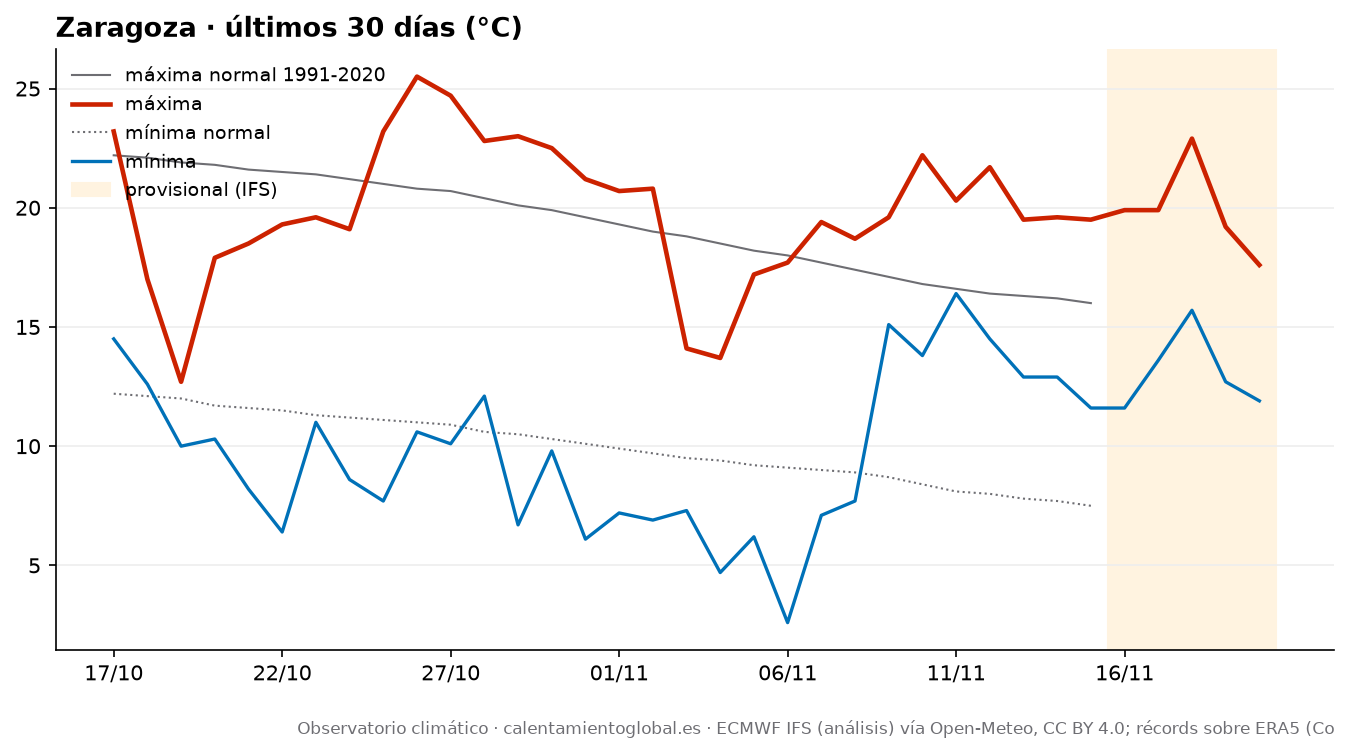 Zaragoza · últimos 30 días (°C)
máxima normal 1991-2020
máxima
mínima normal
mínima
provisional (IFS)
25
20
15
10
5
17/10
22/10
27/10
01/11
06/11
11/11
16/11
Observatorio climático · calentamientoglobal.es · ECMWF IFS (análisis) vía Open-Meteo, CC BY 4.0; récords sobre ERA5 (Co